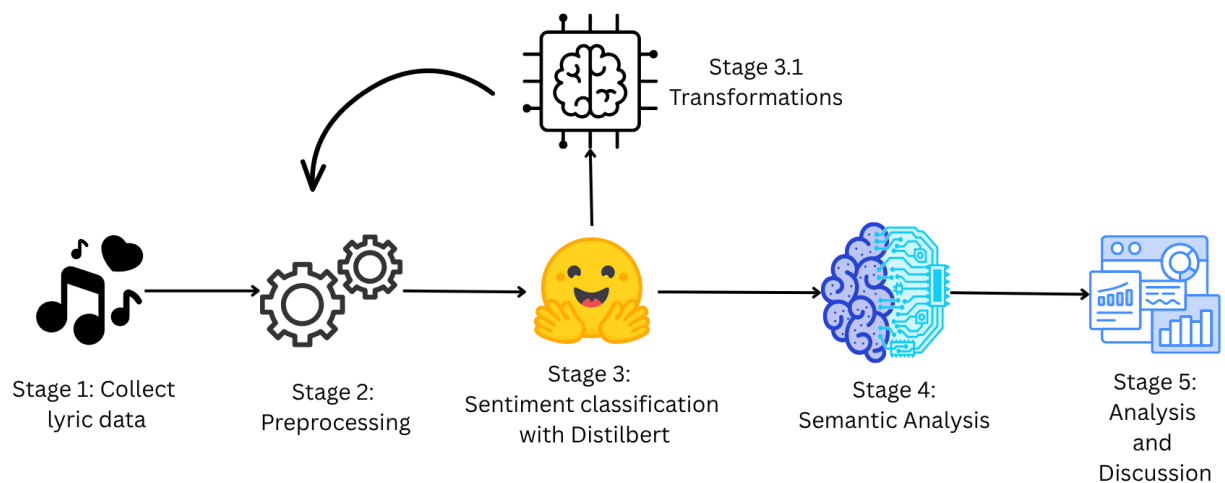 Stage 3.1
Transformations
Stage 1: Collect
lyric data
Stage 2:
Preprocessing
Stage 3:
Sentiment classification
with Distilbert
Stage 4:
Semantic Analysis
Stage 5:
Analysis
and
Discussion